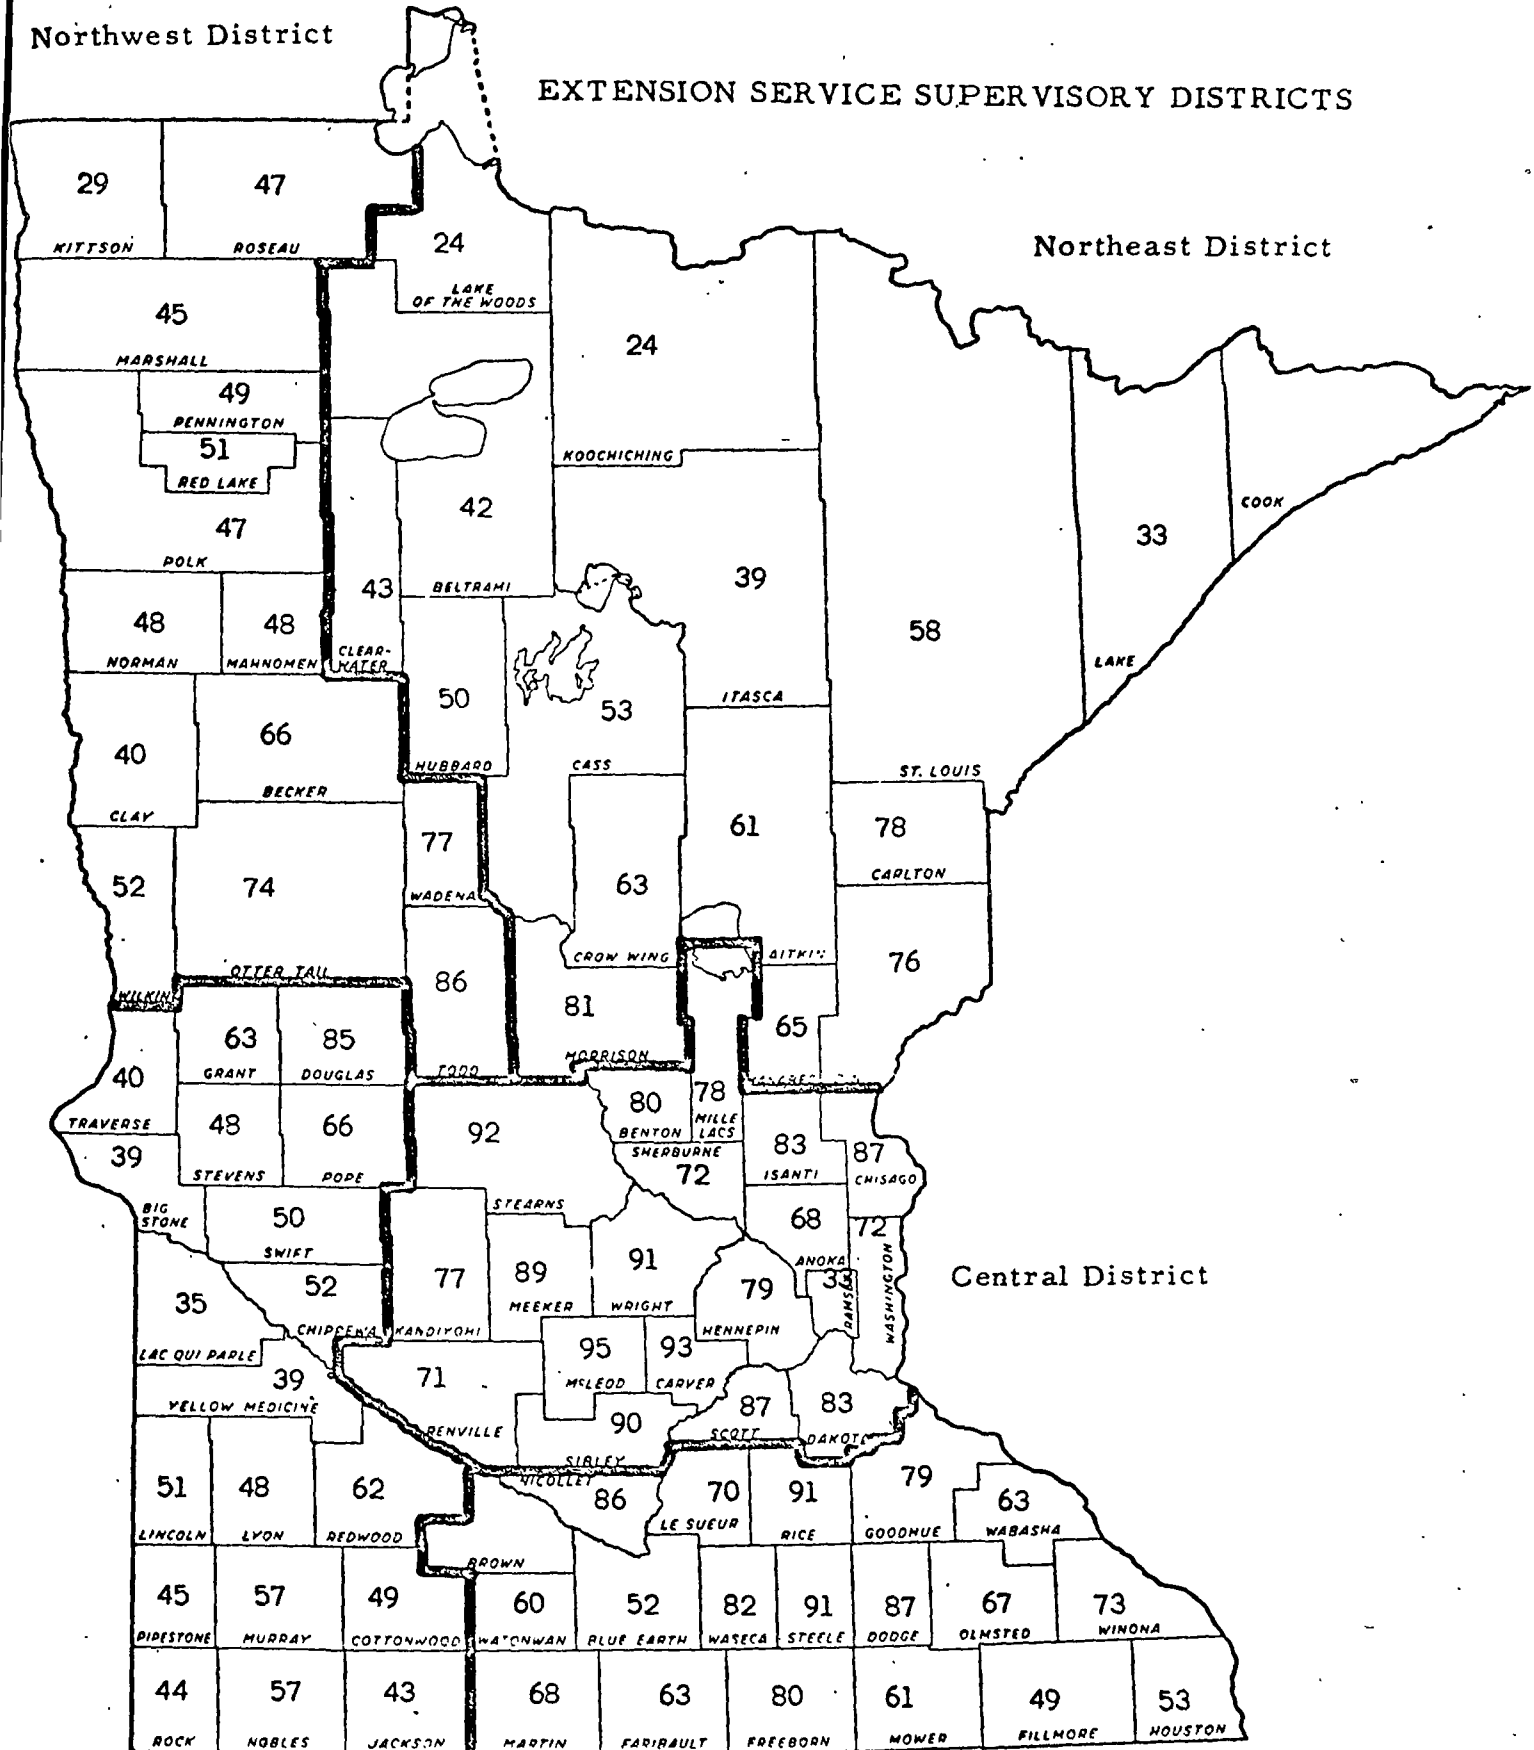 Northwest District
EXTENSION SERVICE SUPERVISORY DISTRICTS
Northeast District
29
KITTSON
47
ROSEAU
24
LAKE
OF THE WOODS
45
MARSHALL
24
KOOCHICHING
49
PENNINGTON
51
RED LAKE
47
POLK
42
BELTRAMI
43
CLEAR-
WATER
39
ITASCA
58
ST. LOUIS
33
LAKE
COOK
48
NORMAN
48
MAHNOMEN
50
HUBBARD
53
CASS
40
CLAY
66
BECKER
77
WADENA
63
CROW WING
61
AITKIN
78
CARLTON
52
WILKIN
74
OTTER TAIL
86
TODD
81
MORRISON
65
76
63
GRANT
85
DOUGLAS
40
TRAVERSE
48
STEVENS
66
POPE
92
STEARNS
80
BENTON
78
MILLE
LACS
SHERBURNE
72
83
ISANTI
87
CHISAGO
39
BIG
STONE
50
SWIFT
68
ANOKA
72
WASHINGTON
33
RAMSEY
Central District
35
LAC QUI PARLE
52
CHIPPEWA
77
KANDIYOHI
89
MEEKER
91
WRIGHT
79
HENNEPIN
95
McLEOD
93
CARVER
39
YELLOW MEDICINE
71
RENVILLE
90
SIBLEY
87
SCOTT
83
DAKOTA
51
LINCOLN
48
LYON
62
REDWOOD
NICOLLET
86
70
LE SUEUR
91
RICE
79
GOODHUE
63
WABASHA
BROWN
45
PIPESTONE
57
MURRAY
49
COTTONWOOD
60
WATONWAN
52
BLUE EARTH
82
WASECA
91
STEELE
87
DODGE
67
OLMSTED
73
WINONA
44
ROCK
57
NOBLES
43
JACKSON
68
MARTIN
63
FARIBAULT
80
FREEBORN
61
MOWER
49
FILLMORE
53
HOUSTON